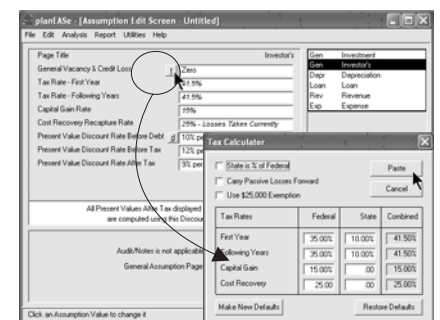 planEASe - [Assumption Edit Screen - Untitled]
File Edit Analysis Report Utilities Help
Page Title Investor's
General Vacancy & Credit Loss Zero
Tax Rate - First Year 41.5%
Tax Rate - Following Years 41.5%
Capital Gain Rate 15%
Cost Recovery Recapture Rate 25% - Losses Taken Currently
Present Value Discount Rate Before Debt d 10% per
Present Value Discount Rate Before Tax 12% per
Present Value Discount Rate After Tax 9% per
Gen Investment
Gen Investor's
Depr Depreciation
Loan Loan
Rev Revenue
Exp Expense
All Present Values After Tax displayed
are computed using this Discou
Audit/Notes is not applicable
General Assumption Page
Click an Assumption Value to change it
Tax Calculator
State is % of Federal
Carry Passive Losses Forward
Use $25,000 Exemption
Paste
Cancel
Tax Rates Federal State Combined
First Year 35.00% 10.00% 41.50%
Following Years 35.00% 10.00% 41.50%
Capital Gain 15.00% .00 15.00%
Cost Recovery 25.00 .00 25.00%
Make New Defaults Restore Defaults